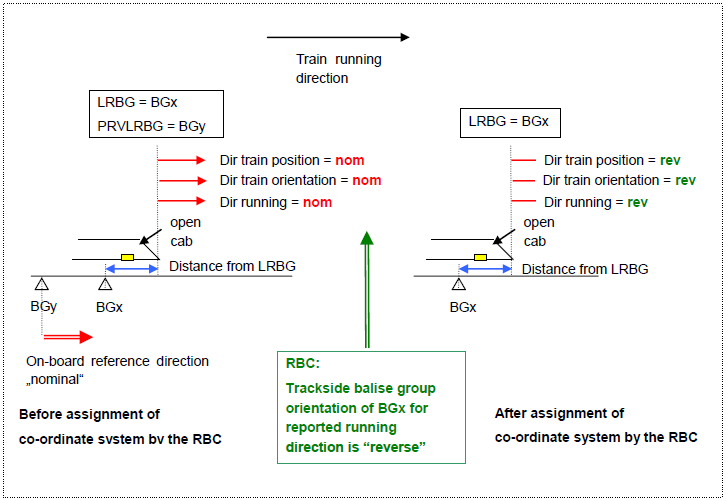 Train running
direction
LRBG = BGx
PRVLRBG = BGy
LRBG = BGx
Dir train position = nom
Dir train orientation = nom
Dir running = nom
Dir train position = rev
Dir train orientation = rev
Dir running = rev
open
cab
open
cab
Distance from LRBG
Distance from LRBG
BGy
BGx
BGx
On-board reference direction
„nominal“
RBC:
Trackside balise group
orientation of BGx for
reported running
direction is “reverse”
Before assignment of
co-ordinate system by the RBC
After assignment of
co-ordinate system by the RBC